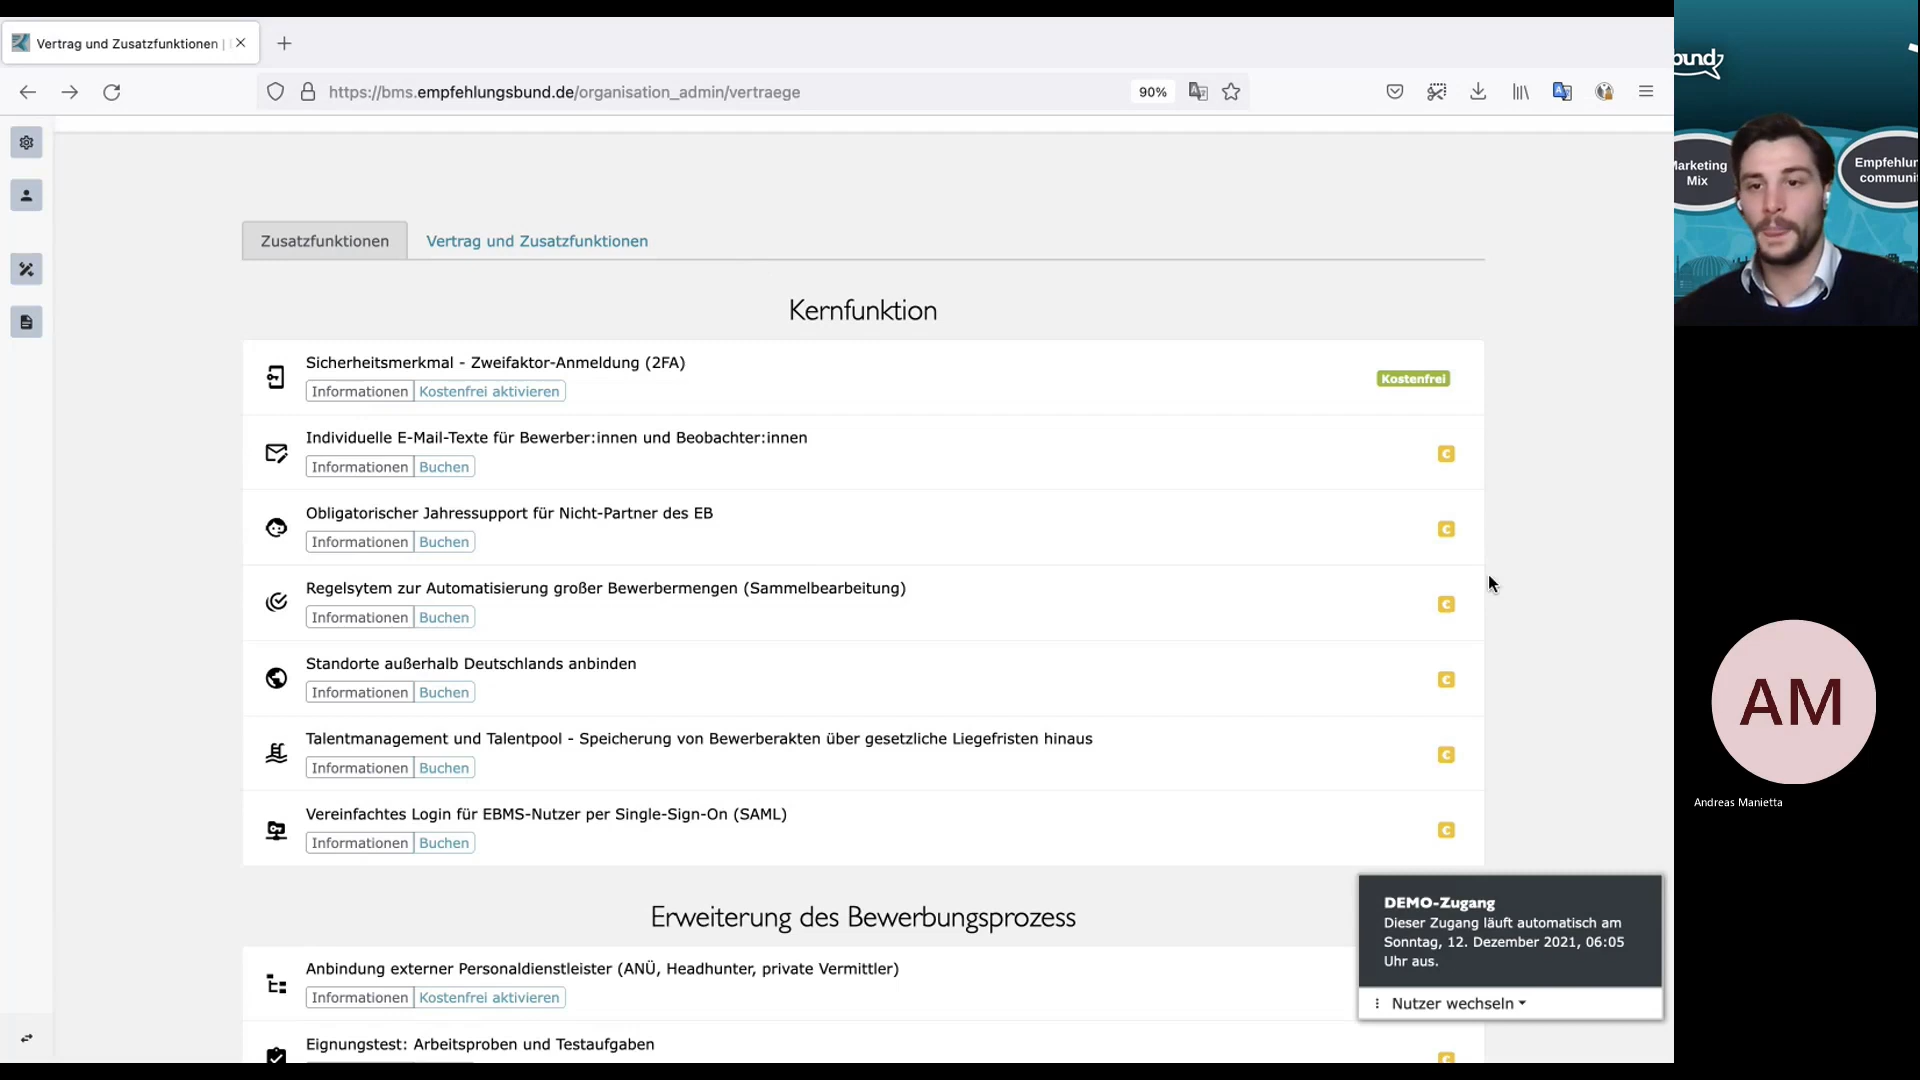 Vertrag und Zusatzfunktionen |
https://bms.empfehlungsbund.de/organisation_admin/vertraege
90%
Zusatzfunktionen
Vertrag und Zusatzfunktionen
Kernfunktion
Sicherheitsmerkmal - Zweifaktor-Anmeldung (2FA)
Informationen Kostenfrei aktivieren
Kostenfrei
Individuelle E-Mail-Texte für Bewerber:innen und Beobachter:innen
Informationen Buchen
€
Obligatorischer Jahressupport für Nicht-Partner des EB
Informationen Buchen
€
Regelsytem zur Automatisierung großer Bewerbermengen (Sammelbearbeitung)
Informationen Buchen
€
Standorte außerhalb Deutschlands anbinden
Informationen Buchen
€
Talentmanagement und Talentpool - Speicherung von Bewerberakten über gesetzliche Liegefristen hinaus
Informationen Buchen
€
Vereinfachtes Login für EBMS-Nutzer per Single-Sign-On (SAML)
Informationen Buchen
€
Erweiterung des Bewerbungsprozess
Anbindung externer Personaldienstleister (ANÜ, Headhunter, private Vermittler)
Informationen Kostenfrei aktivieren
Eignungstest: Arbeitsproben und Testaufgaben
€
DEMO-Zugang
Dieser Zugang läuft automatisch am
Sonntag, 12. Dezember 2021, 06:05
Uhr aus.
Nutzer wechseln
bund
Marketing
Mix
Empfehlun
communi
AM
Andreas Manietta